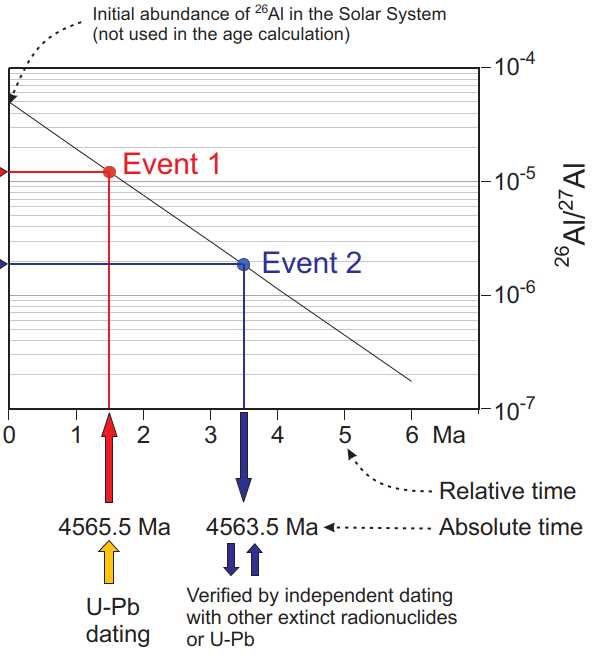 Initial abundance of ²⁶Al in the Solar System
(not used in the age calculation)
10⁻⁴
Event 1
10⁻⁵
²⁶Al/²⁷Al
Event 2
10⁻⁶
10⁻⁷
0 1 2 3 4 5 6 Ma
Relative time
4565.5 Ma 4563.5 Ma Absolute time
U-Pb
dating
Verified by independent dating
with other extinct radionuclides
or U-Pb